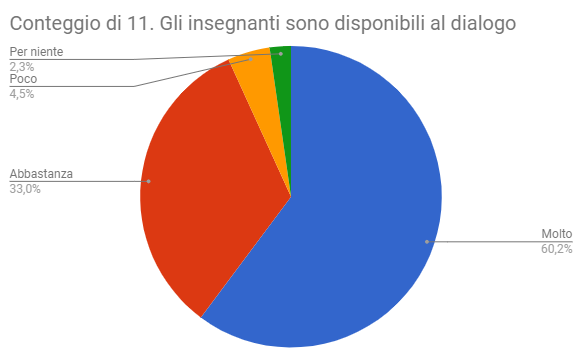 Conteggio di 11. Gli insegnanti sono disponibili al dialogo
Per niente
2,3%
Poco
4,5%
Abbastanza
33,0%
Molto
60,2%